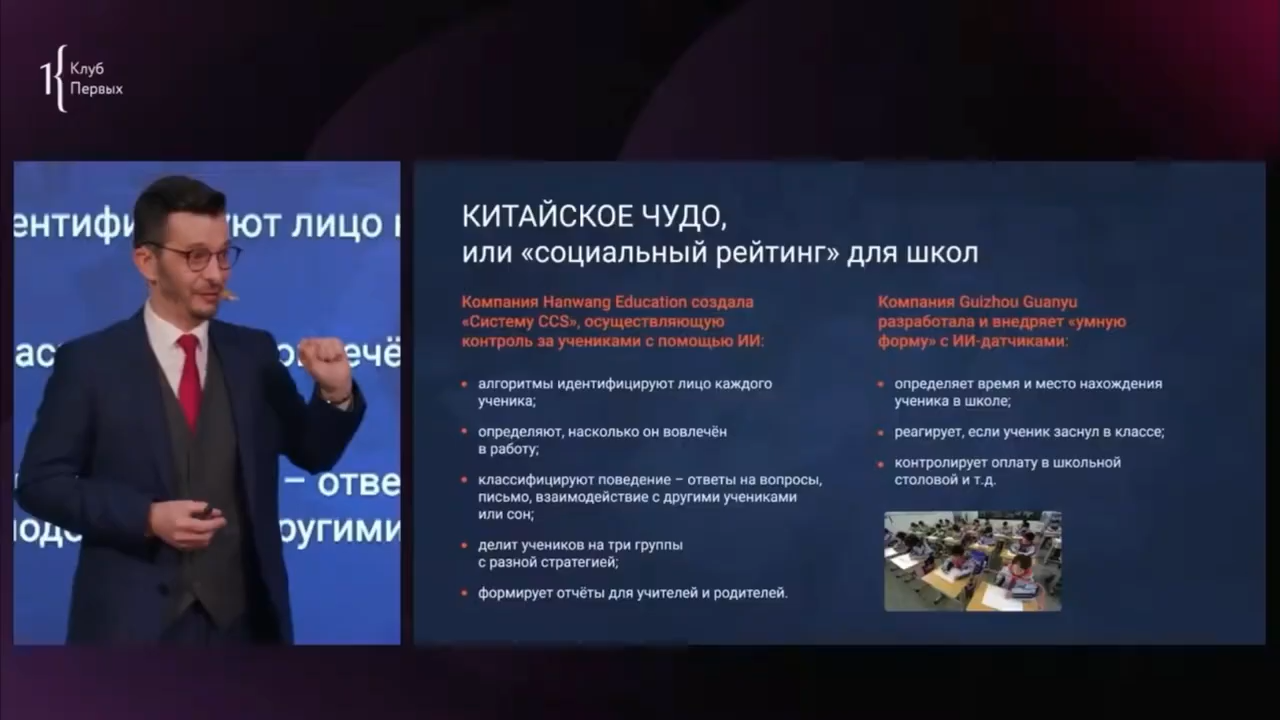 Клуб
Первых
ентифи
уют лицо
ечё
– отве
ругими
КИТАЙСКОЕ ЧУДО,
или «социальный рейтинг» для школ
Компания Hanwang Education создала
«Систему CCS», осуществляющую
контроль за учениками с помощью ИИ:
• алгоритмы идентифицируют лицо каждого
ученика;
• определяют, насколько он вовлечён
в работу;
• классифицируют поведение – ответы на вопросы,
письмо, взаимодействие с другими учениками
или сон;
• делит учеников на три группы
с разной стратегией;
• формирует отчёты для учителей и родителей.
Компания Guizhou Guanyu
разработала и внедряет «умную
форму» с ИИ-датчиками:
• определяет время и место нахождения
ученика в школе;
• реагирует, если ученик заснул в классе;
• контролирует оплату в школьной
столовой и т.д.